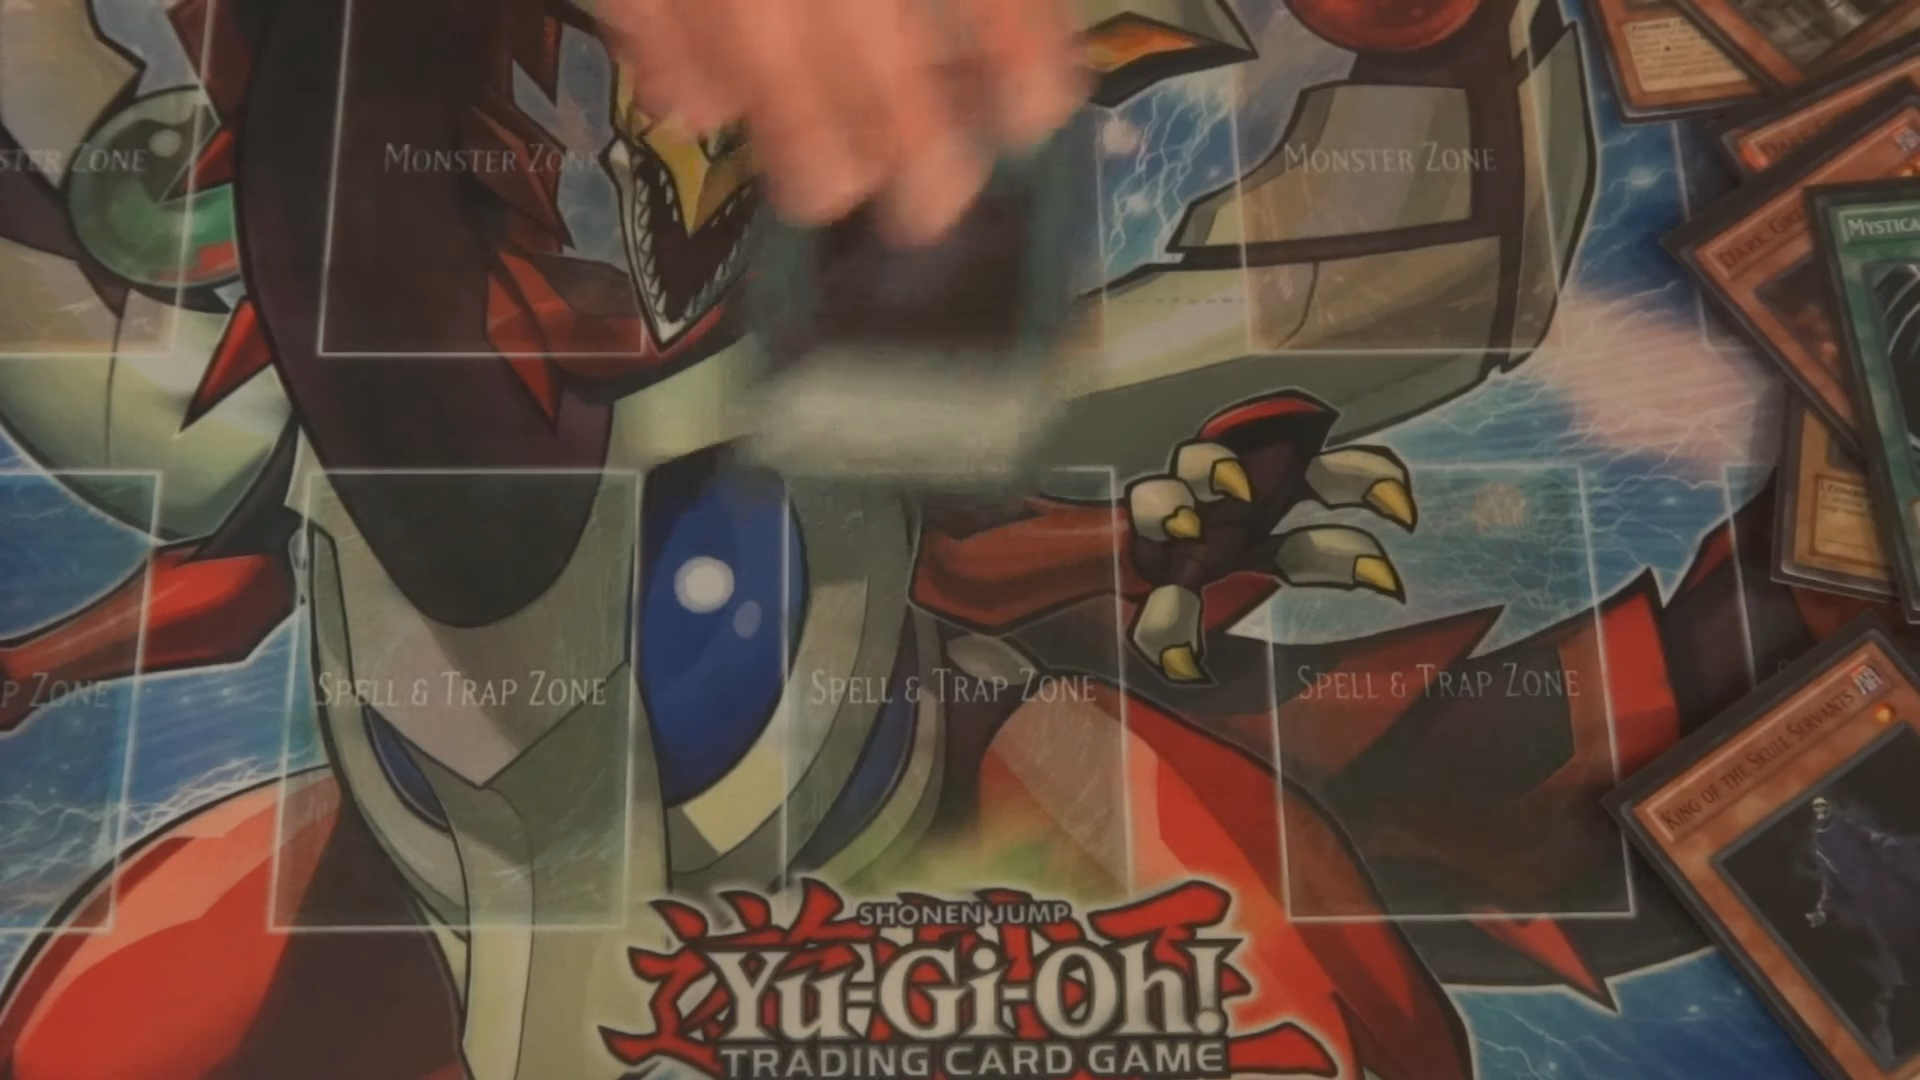 STER ZONE
MONSTER ZONE
MONSTER ZONE
MYSTICA
P ZONE
SPELL & TRAP ZONE
SPELL & TRAP ZONE
SPELL & TRAP ZONE
KING OF THE SKULL SERVANTS
SHONEN JUMP
YU-GI-OH!
TRADING CARD GAME